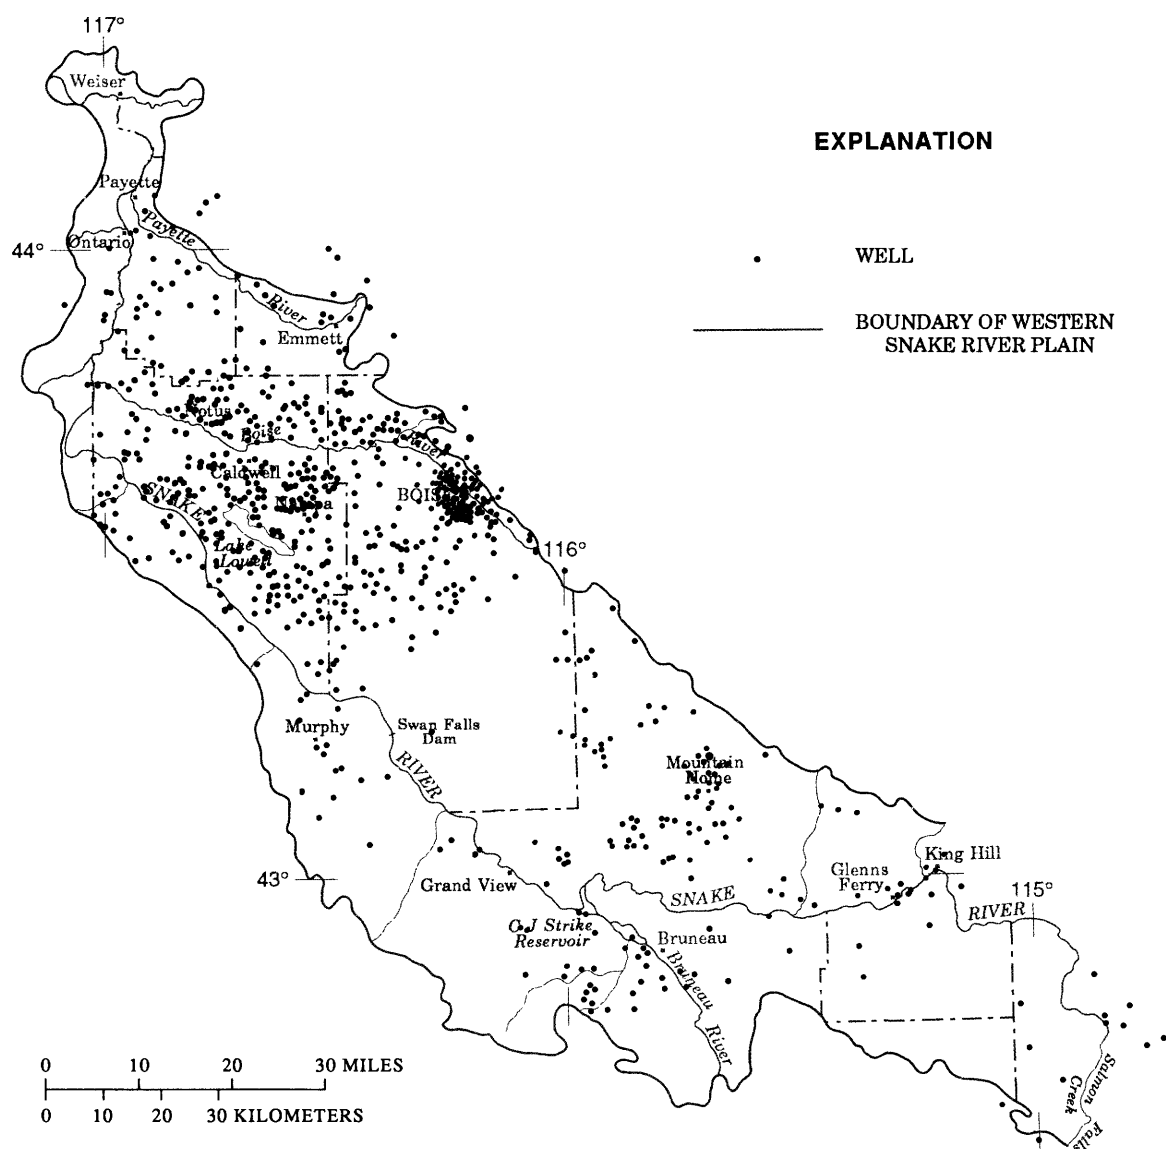 117°
Weiser
EXPLANATION
Payette
Payette
Ontario
44°
WELL
River
BOUNDARY OF WESTERN
SNAKE RIVER PLAIN
Emmett
Notus
Boise
River
Caldwell
SNAKE
Nampa
BOISE
Lake
Lowell
116°
Murphy
Swan Falls
Dam
RIVER
Mountain
Home
43°
Grand View
King Hill
Glenns
Ferry
SNAKE
115°
RIVER
C J Strike
Reservoir
Bruneau
Bruneau
River
Salmon
Falls
Creek
0 10 20 30 MILES
0 10 20 30 KILOMETERS